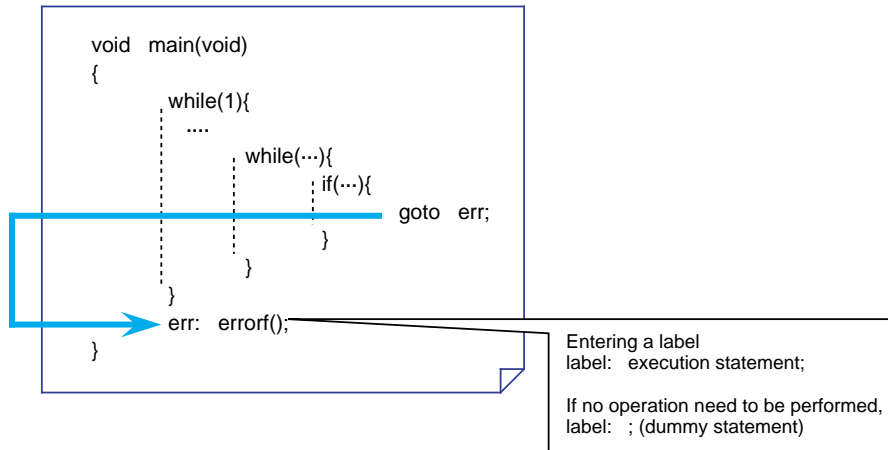 void main(void)
{
while(1){
....
while(···){
if(···){
goto err;
}
}
}
err: errorf();
}
Entering a label
label: execution statement;
If no operation need to be performed,
label: ; (dummy statement)